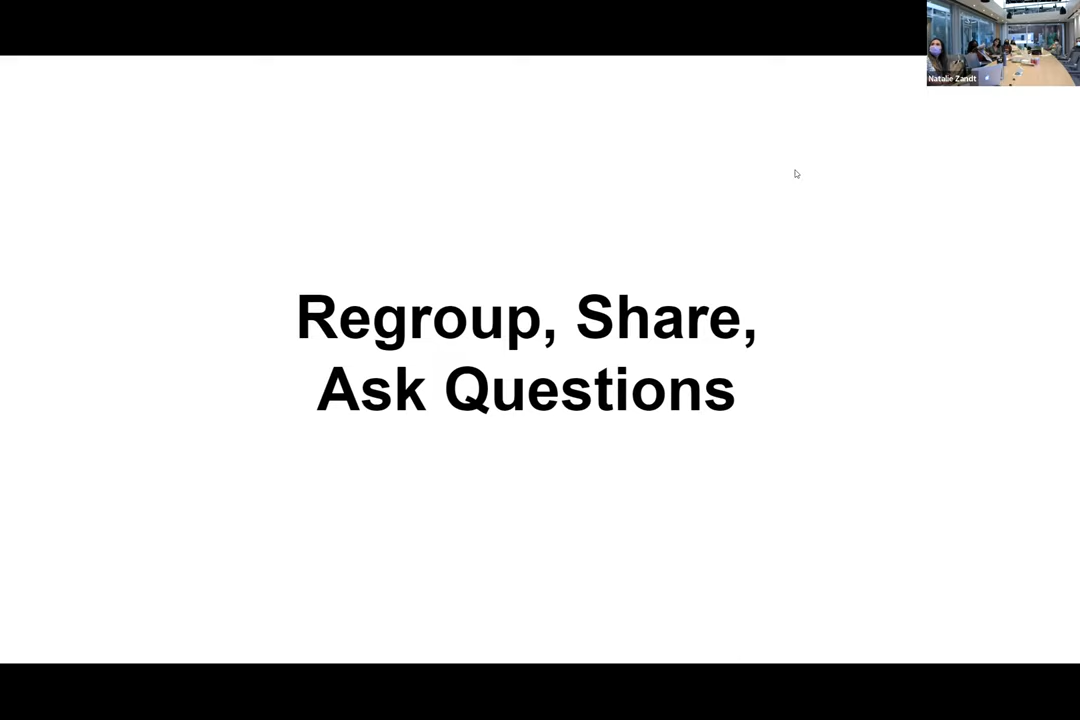 Natalie Zandt
Regroup, Share,
Ask Questions